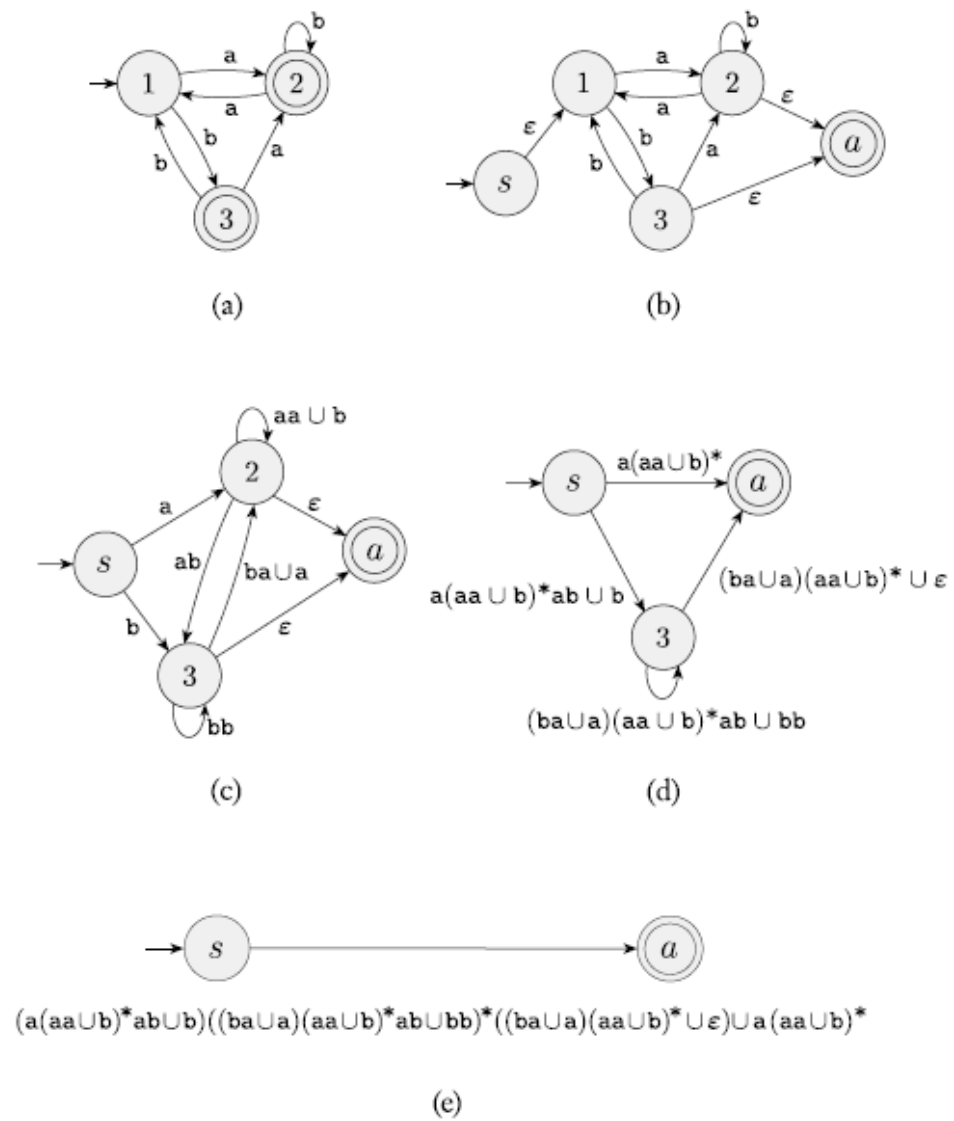 b
a
1
2
a
b
b
a
3
(a)
b
a
1
2
ε
a
ε
a
b
s
b
a
3
ε
(b)
aa ∪ b
2
a
ε
s
ab
ba∪a
a
b
ε
3
bb
(c)
s
a(aa∪b)*
a
a(aa ∪ b)*ab ∪ b
(ba∪a)(aa∪b)* ∪ ε
3
(ba∪a)(aa ∪ b)*ab ∪ bb
(d)
s
a
(a(aa∪b)*ab∪b)((ba∪a)(aa∪b)*ab∪bb)*((ba∪a)(aa∪b)*∪ε)∪a(aa∪b)*
(e)